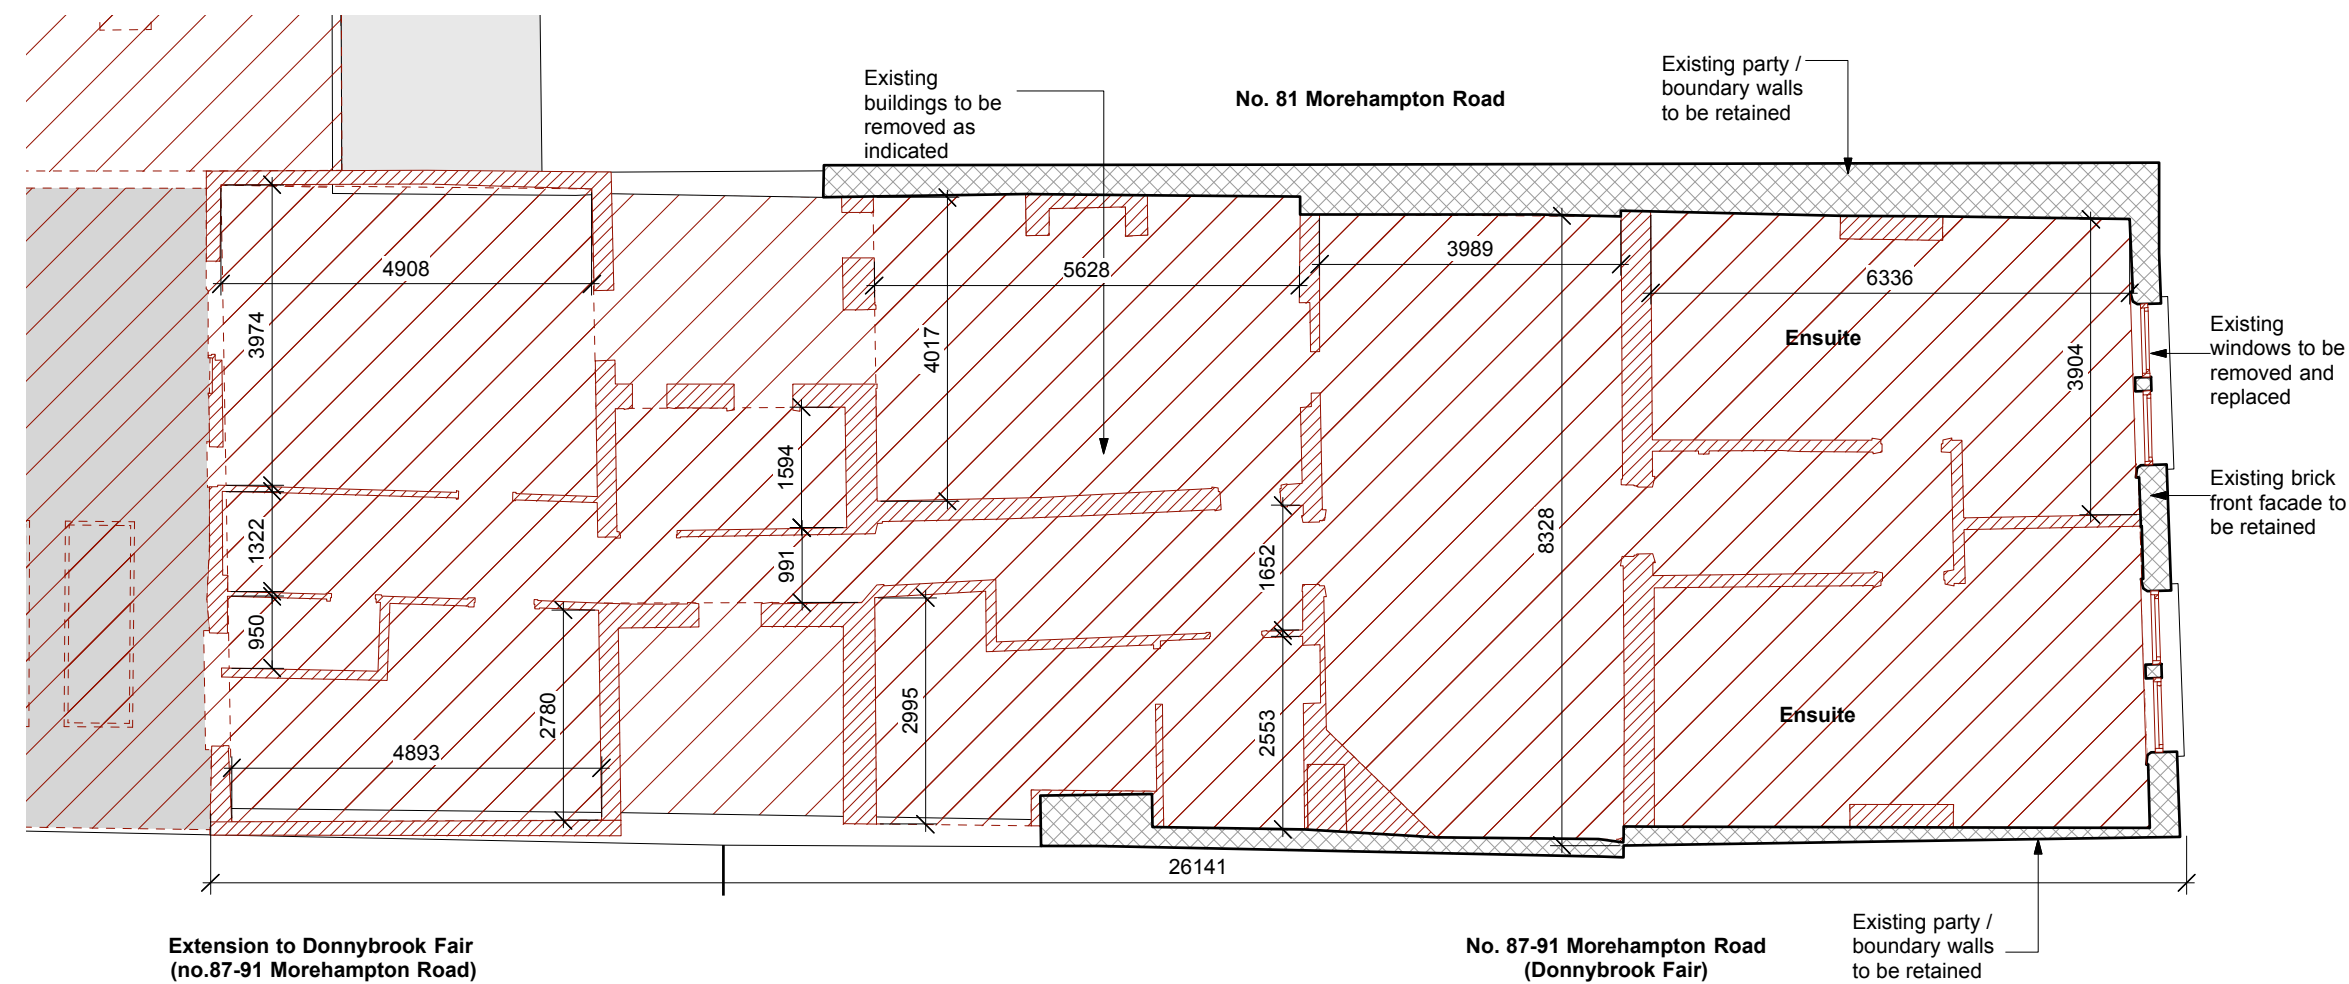 Existing
buildings to be
removed as
indicated
No. 81 Morehampton Road
Existing party /
boundary walls
to be retained
4908
5628
3989
6336
3974
4017
Ensuite
3904
Existing
windows to be
removed and
replaced
1594
Existing brick
front facade to
be retained
1322
991
1652
8328
950
2780
2995
2553
Ensuite
4893
26141
Extension to Donnybrook Fair
(no.87-91 Morehampton Road)
No. 87-91 Morehampton Road
(Donnybrook Fair)
Existing party /
boundary walls
to be retained